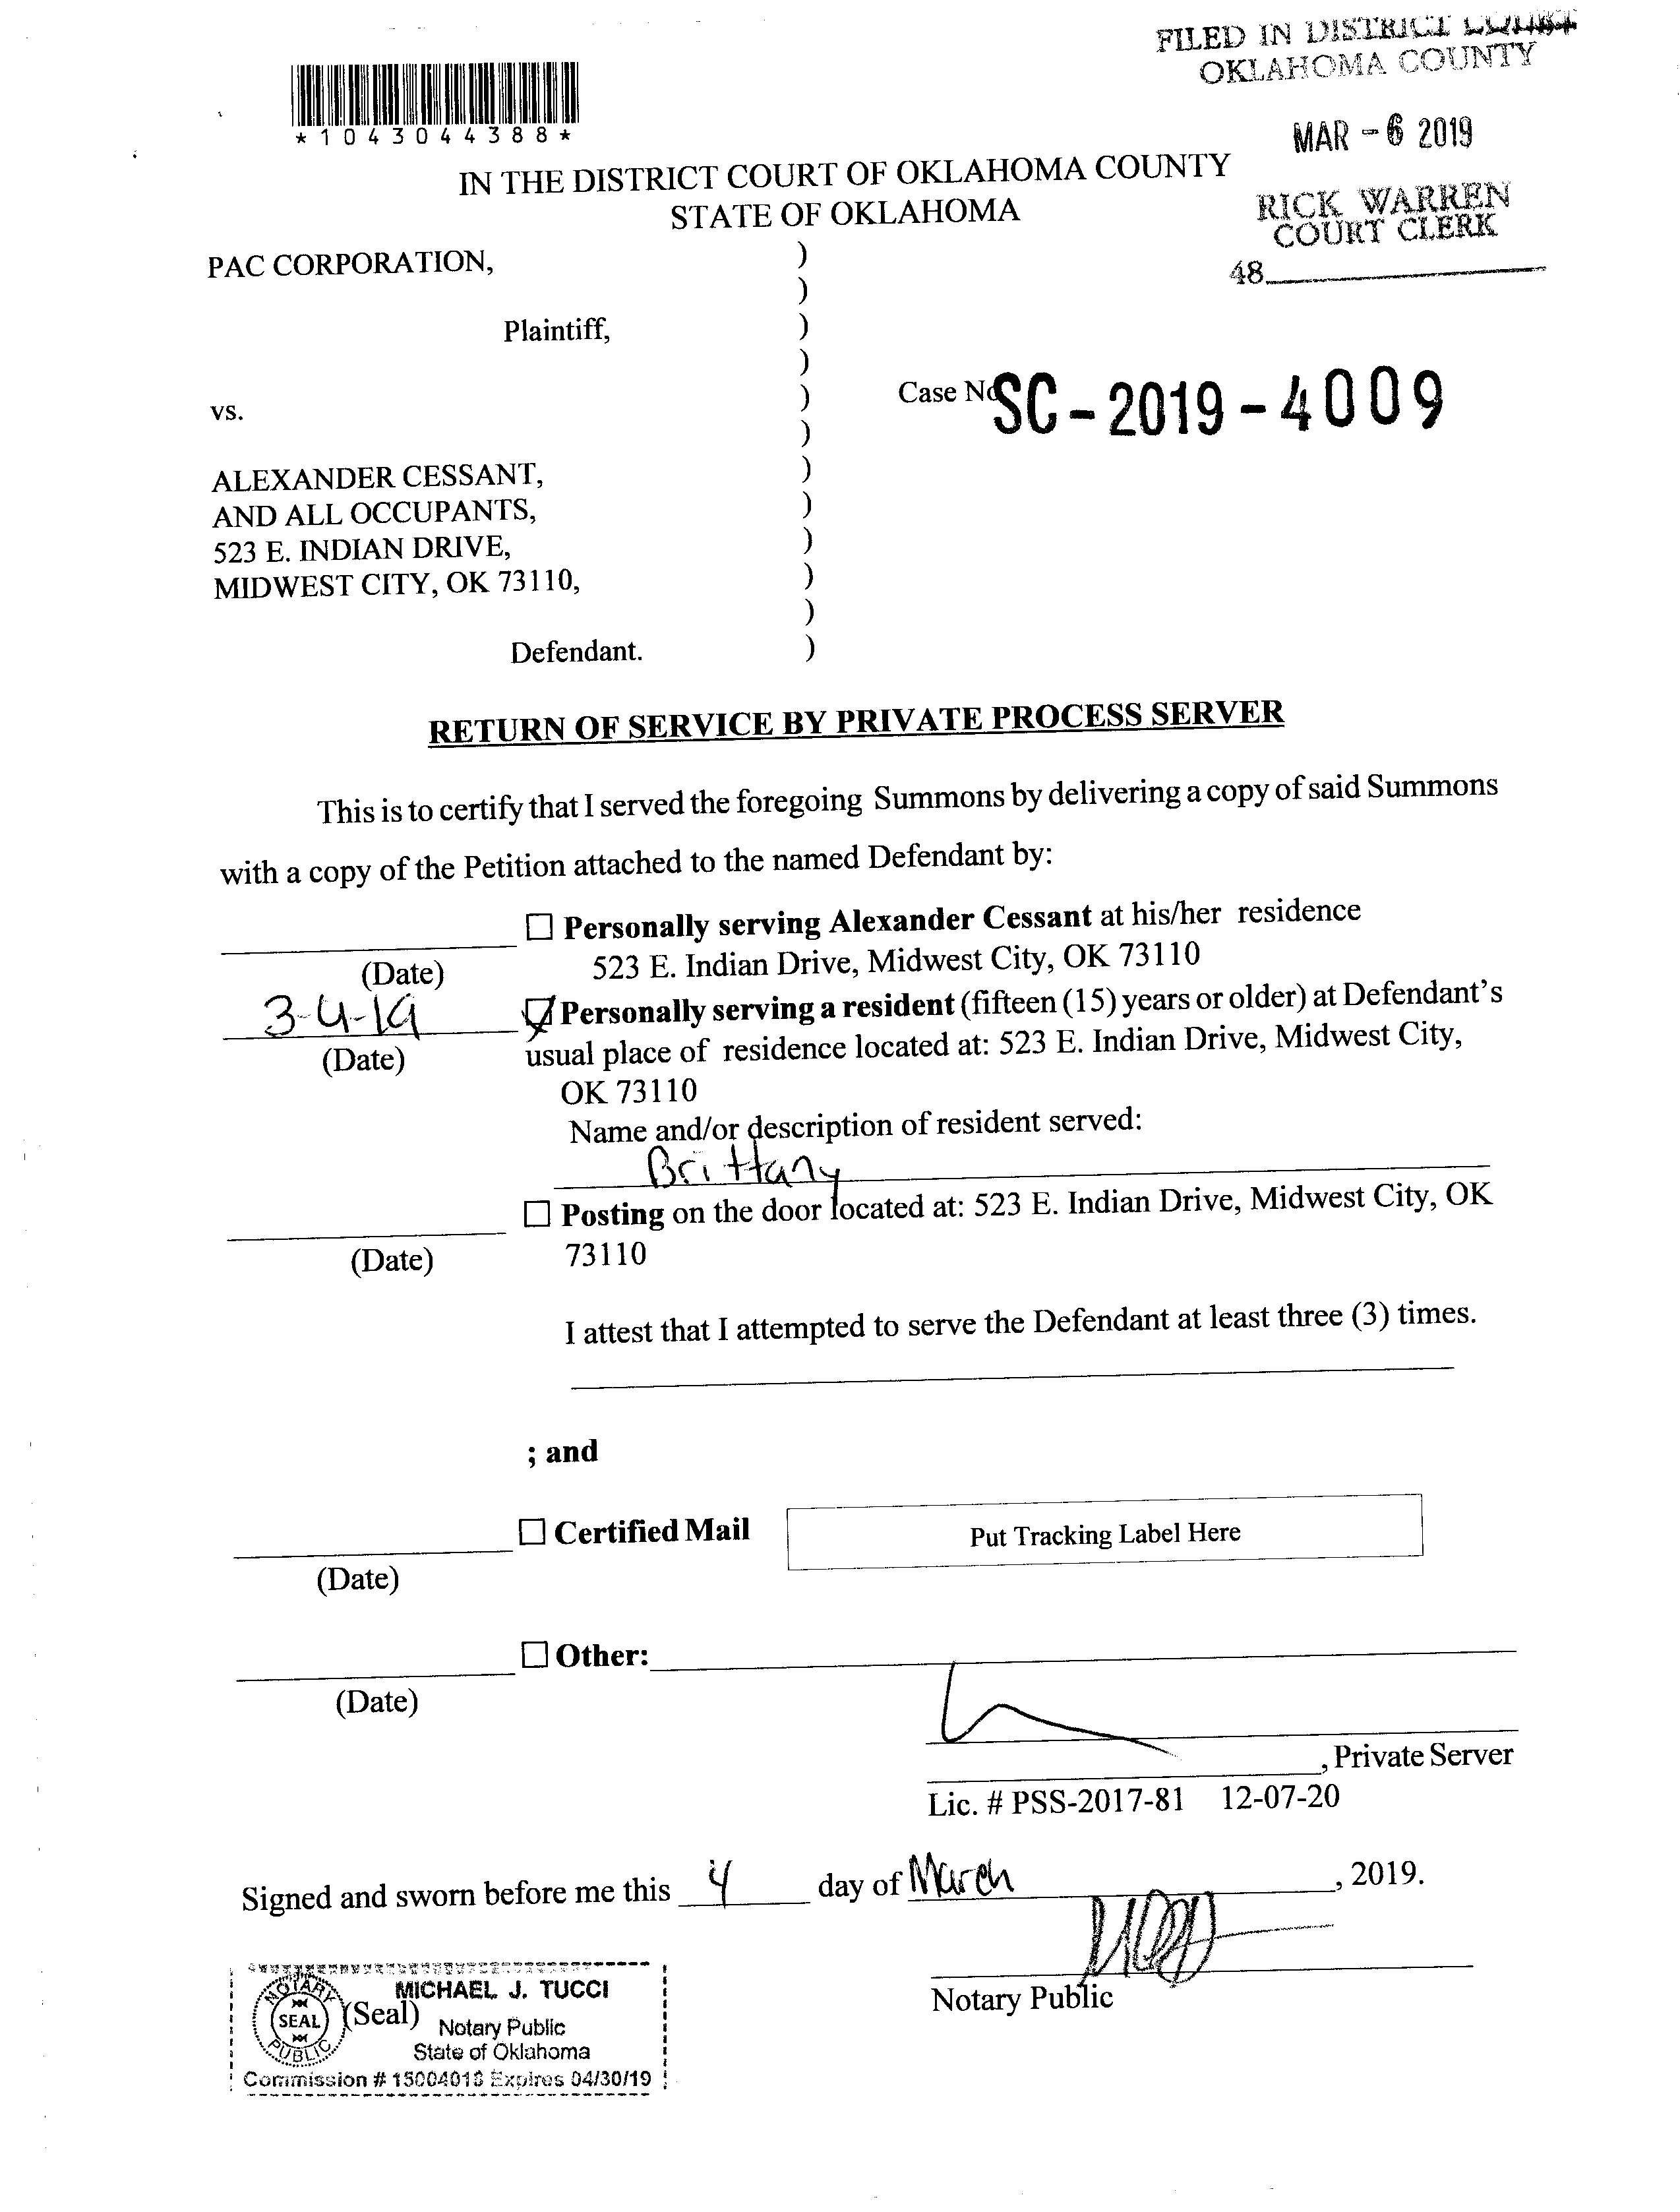 FILED IN DISTRICT COURT
OKLAHOMA COUNTY
*1043044388*
MAR - 6 2019
IN THE DISTRICT COURT OF OKLAHOMA COUNTY
STATE OF OKLAHOMA
RICK WARREN
COURT CLERK
48
PAC CORPORATION, )
)
Plaintiff, )
)
vs. )
Case No SC-2019-4009
)
ALEXANDER CESSANT, )
AND ALL OCCUPANTS, )
523 E. INDIAN DRIVE, )
MIDWEST CITY, OK 73110, )
)
Defendant. )
RETURN OF SERVICE BY PRIVATE PROCESS SERVER
This is to certify that I served the foregoing Summons by delivering a copy of said Summons
with a copy of the Petition attached to the named Defendant by:
☐ Personally serving Alexander Cessant at his/her residence
(Date) 523 E. Indian Drive, Midwest City, OK 73110
3-4-19 ☑ Personally serving a resident (fifteen (15) years or older) at Defendant's
(Date) usual place of residence located at: 523 E. Indian Drive, Midwest City,
OK 73110
Name and/or description of resident served:
Brittany
☐ Posting on the door located at: 523 E. Indian Drive, Midwest City, OK
(Date) 73110
I attest that I attempted to serve the Defendant at least three (3) times.
; and
☐ Certified Mail Put Tracking Label Here
(Date)
☐ Other:
(Date)
, Private Server
Lic. # PSS-2017-81 12-07-20
Signed and sworn before me this 4 day of March, 2019.
Notary Public
NOTARY PUBLIC SEAL
MICHAEL J. TUCCI
(Seal) Notary Public
State of Oklahoma
Commission # 15004018 Expires 04/30/19